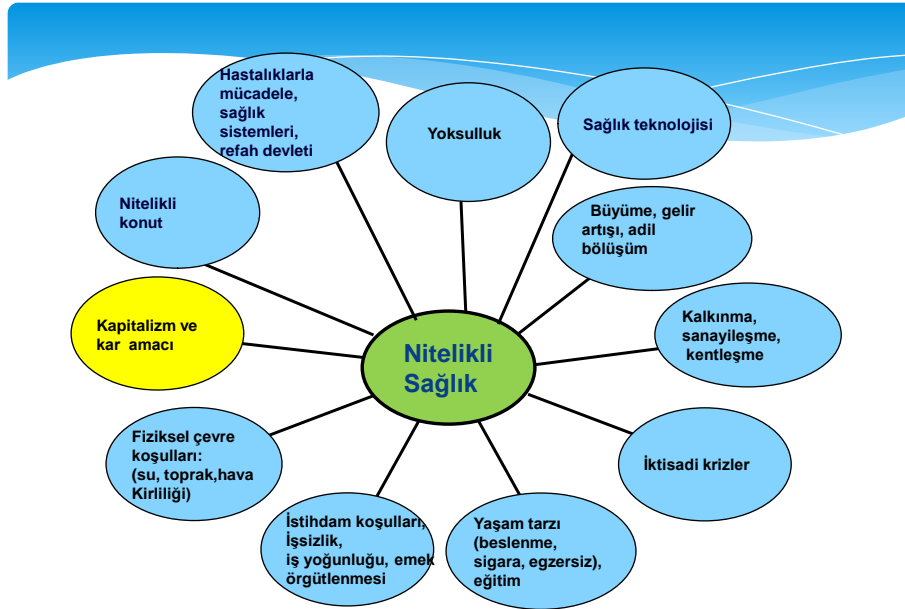 Hastalıklarla
mücadele,
sağlık
sistemleri,
refah devleti
Yoksulluk
Sağlık teknolojisi
Nitelikli
konut
Büyüme, gelir
artışı, adil
bölüşüm
Kapitalizm ve
kar amacı
Nitelikli
Sağlık
Kalkınma,
sanayileşme,
kentleşme
Fiziksel çevre
koşulları:
(su, toprak,hava
Kirliliği)
İktisadi krizler
İstihdam koşulları,
İşsizlik,
iş yoğunluğu, emek
örgütlenmesi
Yaşam tarzı
(beslenme,
sigara, egzersiz),
eğitim